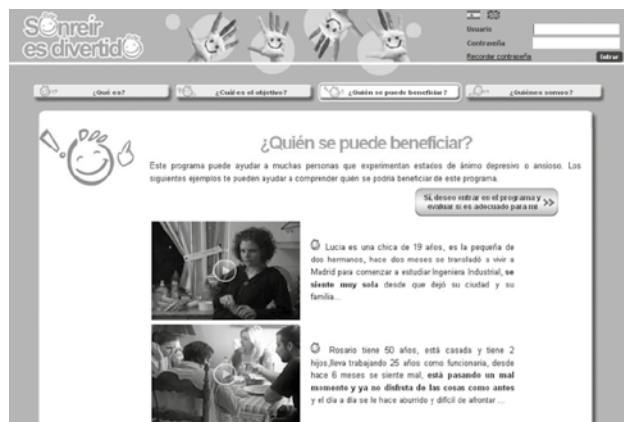 Sonreír
es divertido
Usuario
Contraseña
Recordar contraseña
Entrar
¿Qué es?
¿Cuál es el objetivo?
¿Quién se puede beneficiar?
¿Quiénes somos?
¿Quién se puede beneficiar?
Este programa puede ayudar a muchas personas que experimentan estados de ánimo depresivo o ansioso. Los
siguientes ejemplos te pueden ayudar a comprender quién se podría beneficiar de este programa.
Sí, deseo entrar en el programa y
evaluar si es adecuado para mí >>
Lucia es una chica de 19 años, es la pequeña de
dos hermanos, hace dos meses se transladó a vivir a
Madrid para comenzar a estudiar Ingeniera Industrial, se
siente muy sola desde que dejó su ciudad y su
familia...
Rosario tiene 50 años, está casada y tiene 2
hijos,lleva trabajando 25 años como funcionaria, desde
hace 6 meses se siente mal, está pasando un mal
momento y ya no disfruta de las cosas como antes
y el día a día se le hace aburrido y difícil de afrontar ...